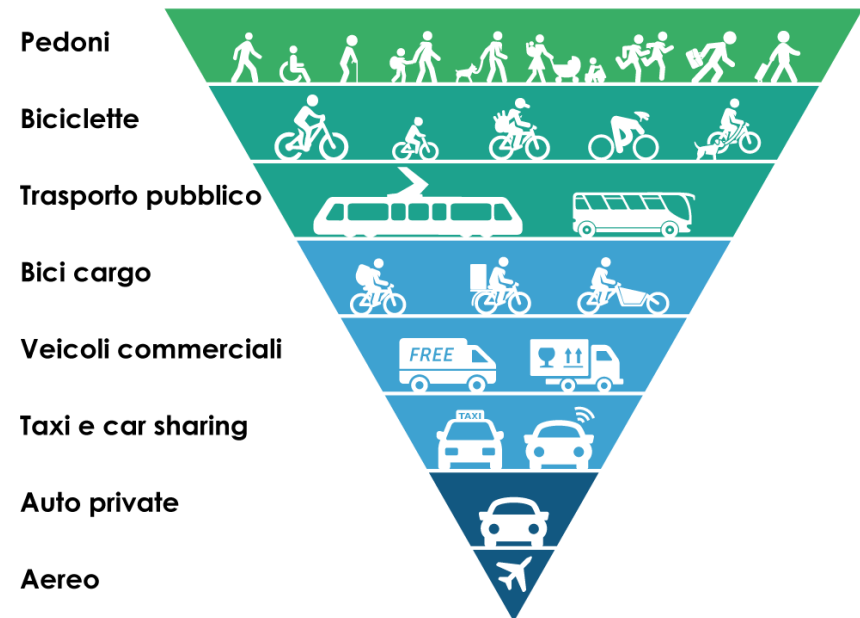 Pedoni
Biciclette
Trasporto pubblico
Bici cargo
Veicoli commerciali
FREE
Taxi e car sharing
TAXI
Auto private
Aereo